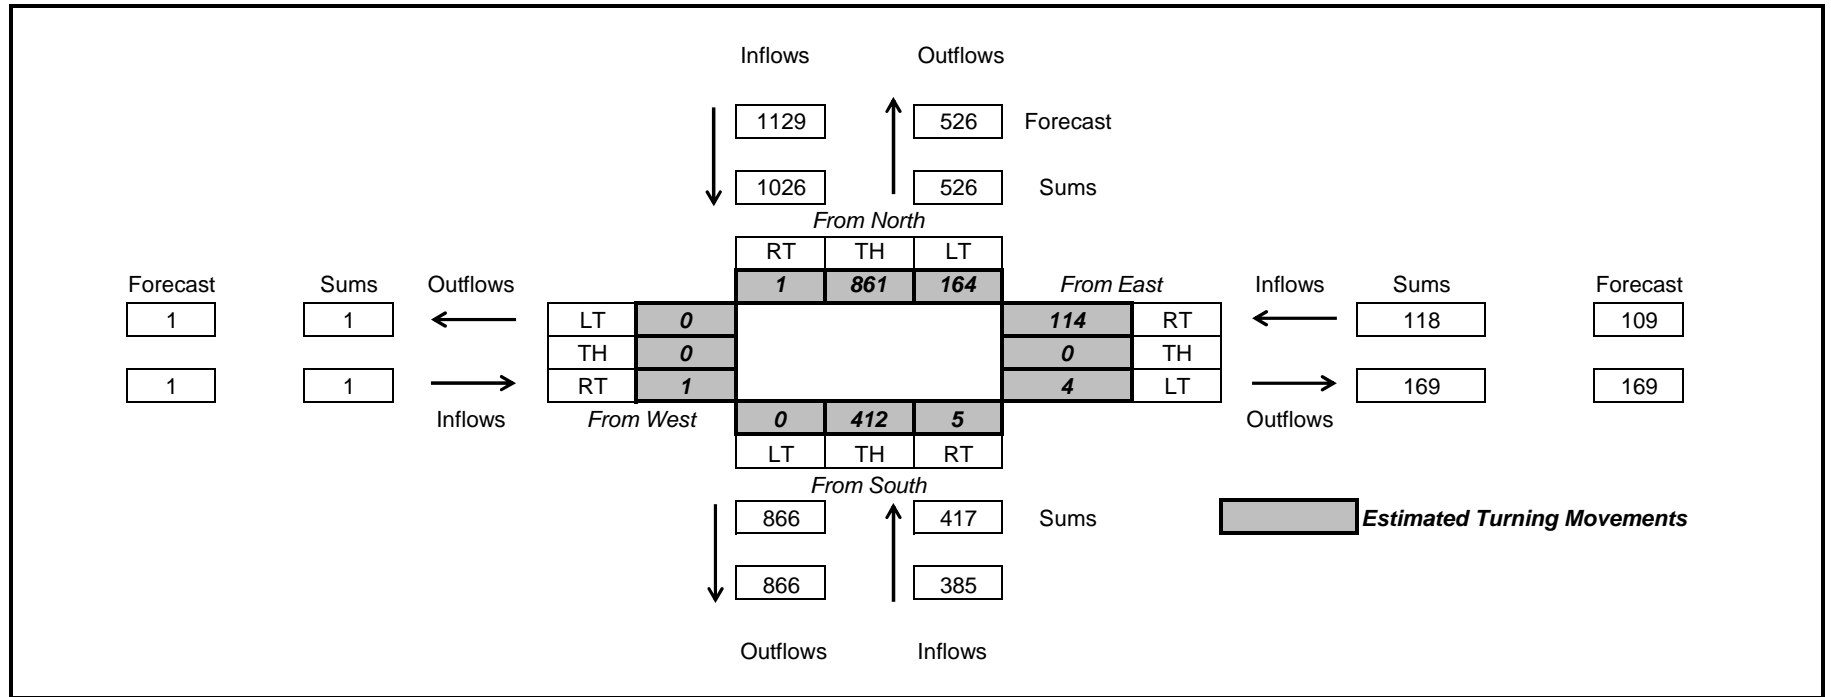 Inflows Outflows
1129 526 Forecast
1026 526 Sums
From North
RT TH LT
Forecast Sums Outflows 1 861 164 From East Inflows Sums Forecast
1 1 LT 0 114 RT 118 109
TH 0 0 TH
1 1 RT 1 4 LT 169 169
Inflows From West 0 412 5 Outflows
LT TH RT
From South
866 417 Sums Estimated Turning Movements
866 385
Outflows Inflows